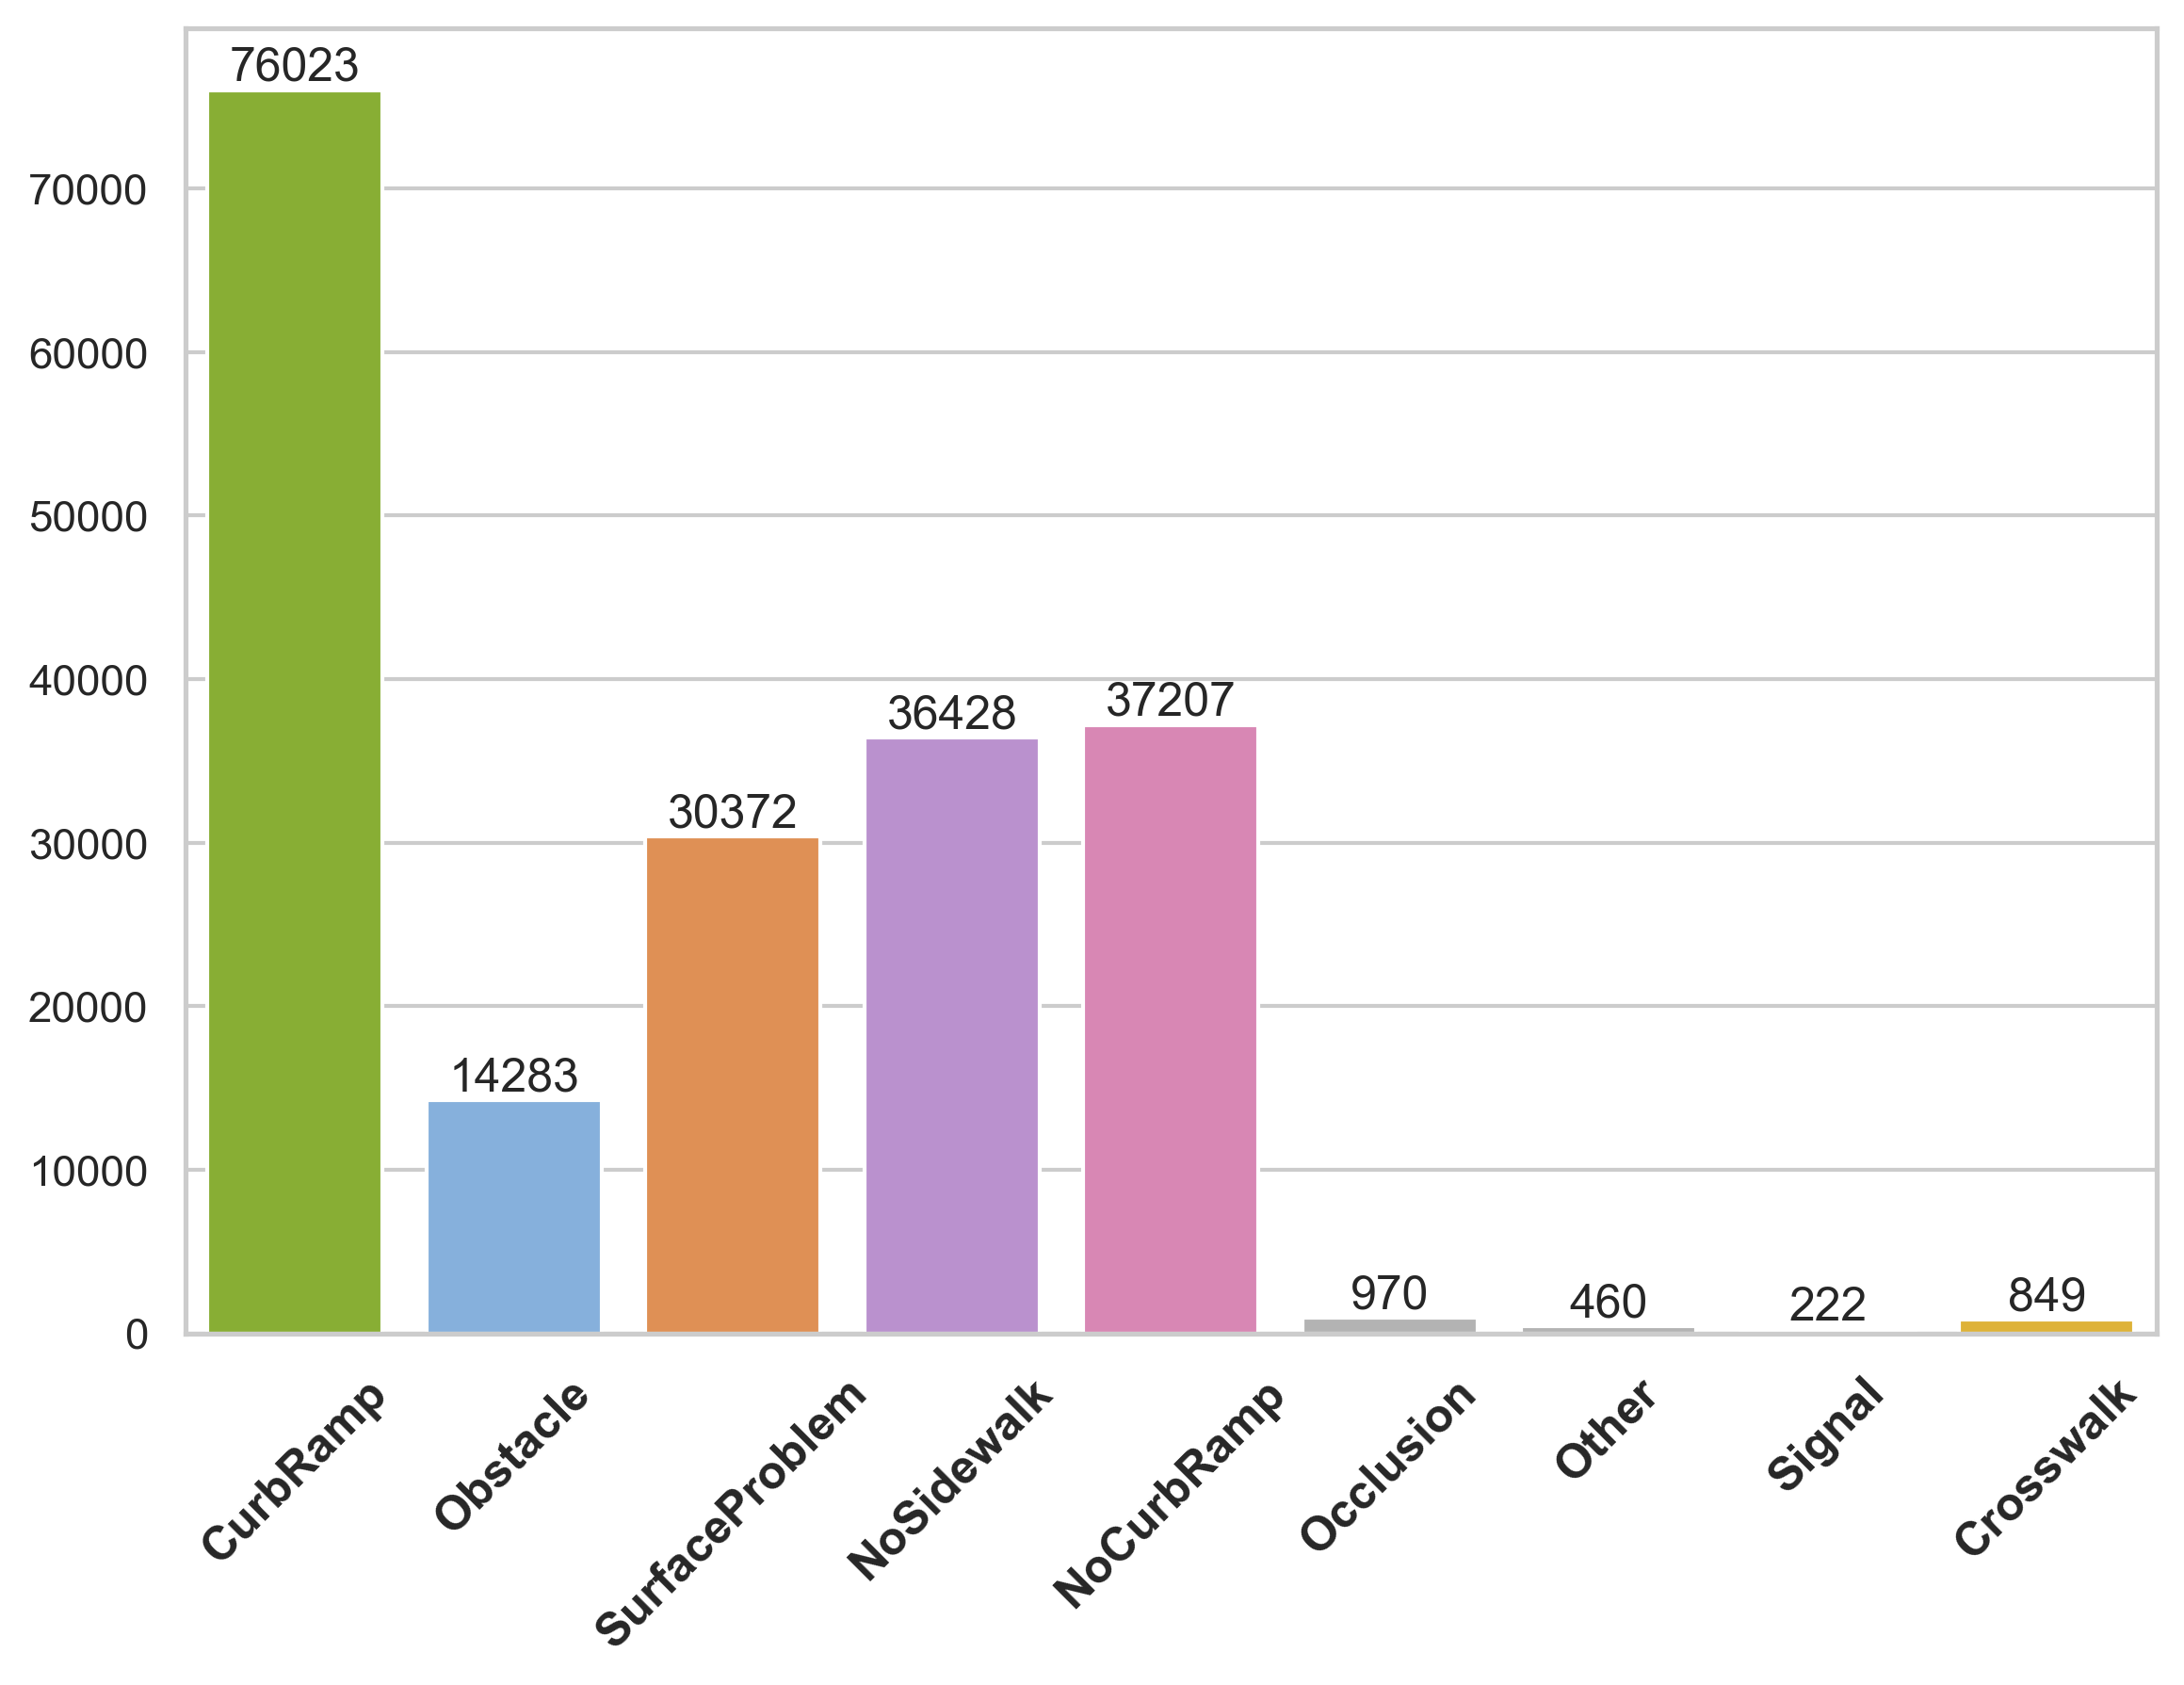 76023
70000
60000
50000
40000
37207
36428
30372
30000
20000
14283
10000
970
460
222
849
0
CurbRamp
Obstacle
SurfaceProblem
NoSidewalk
NoCurbRamp
Occlusion
Other
Signal
Crosswalk